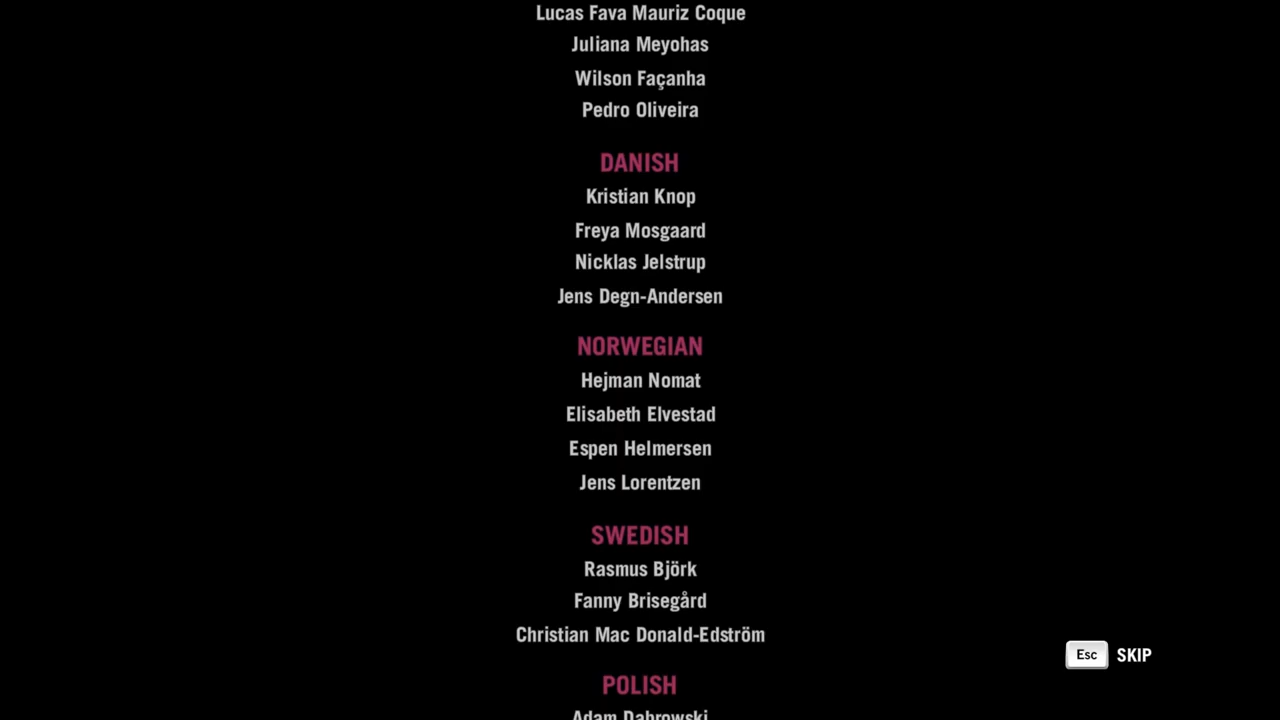 Lucas Fava Mauriz Coque
Juliana Meyohas
Wilson Façanha
Pedro Oliveira
DANISH
Kristian Knop
Freya Mosgaard
Nicklas Jelstrup
Jens Degn-Andersen
NORWEGIAN
Hejman Nomat
Elisabeth Elvestad
Espen Helmersen
Jens Lorentzen
SWEDISH
Rasmus Björk
Fanny Brisegård
Christian Mac Donald-Edström
Esc SKIP
POLISH
Adam Dabrowski